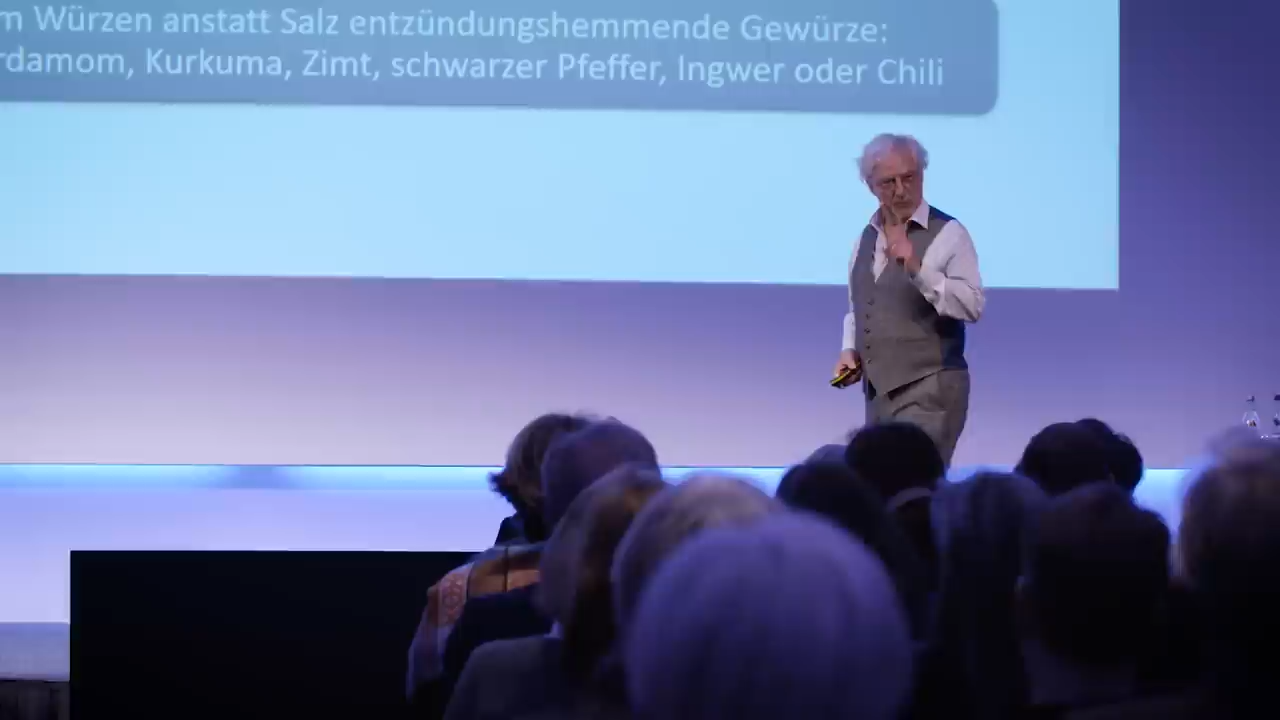 m Würzen anstatt Salz entzündungshemmende Gewürze:
rdamom, Kurkuma, Zimt, schwarzer Pfeffer, Ingwer oder Chili